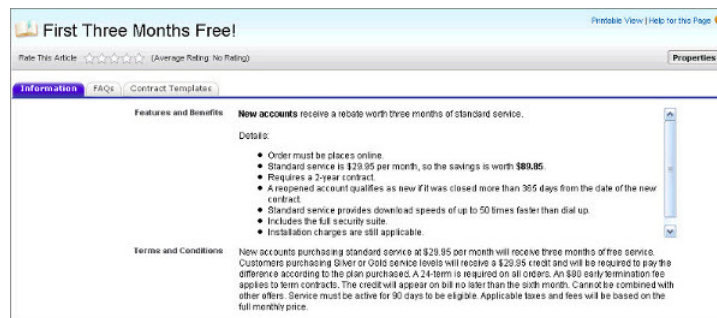 First Three Months Free!
Printable View | Help for this Page
Rate This Article (Average Rating: No Rating)
Properties
Information FAQs Contract Templates
Features and Benefits
New accounts receive a rebate worth three months of standard service.
Details:
Order must be places online.
Standard service is $29.95 per month, so the savings is worth $89.85.
Requires a 2-year contract.
A reopened account qualifies as new if it was closed more than 365 days from the date of the new
contract.
Standard service provides download speeds of up to 50 times faster than dial up.
Includes the full security suite.
Installation charges are still applicable.
Terms and Conditions
New accounts purchasing standard service at $29.95 per month will receive three months of free service.
Customers purchasing Silver or Gold service levels will receive a $29.95 credit and will be required to pay the
difference according to the plan purchased. A 24-term is required on all orders. An $80 early termination fee
applies to term contracts. The credit will appear on bill no later than the sixth month. Cannot be combined with
other offers. Service must be active for 90 days to be eligible. Applicable taxes and fees will be based on the
full monthly price.